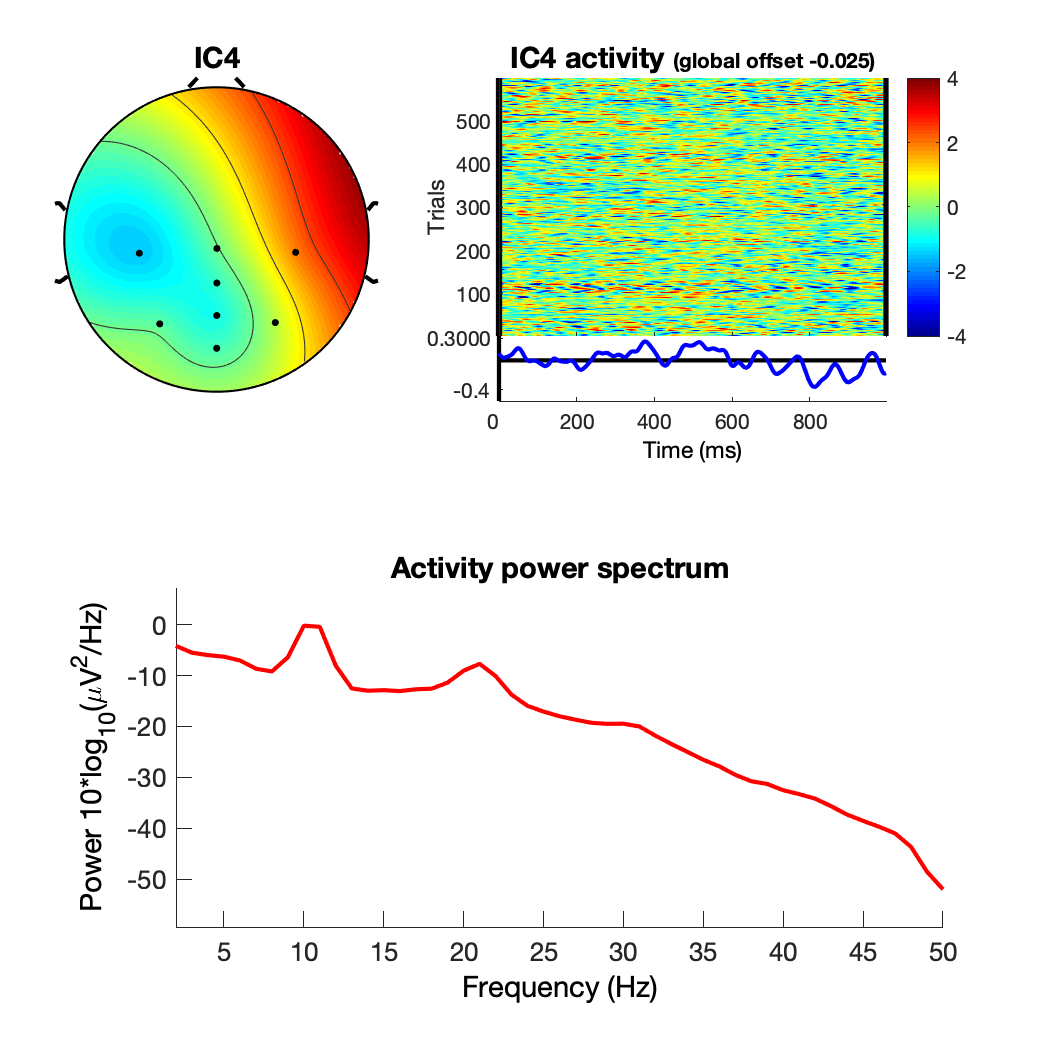 IC4
IC4 activity (global offset -0.025)
Trials
500
400
300
200
100
0.3000
-0.4
0 200 400 600 800
Time (ms)
4
2
0
-2
-4
Activity power spectrum
Power 10*log10(μV2/Hz)
0
-10
-20
-30
-40
-50
5 10 15 20 25 30 35 40 45 50
Frequency (Hz)